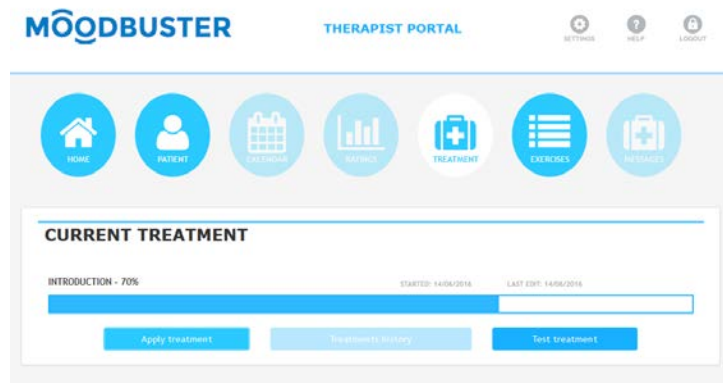 MOODBUSTER
THERAPIST PORTAL
SETTINGS HELP LOGOUT
HOME PATIENT CALENDAR RATINGS TREATMENT EXERCISES MESSAGES
CURRENT TREATMENT
INTRODUCTION - 70% STARTED: 14/06/2016 LAST EDIT: 14/06/2016
Apply treatment Treatments history Test treatment